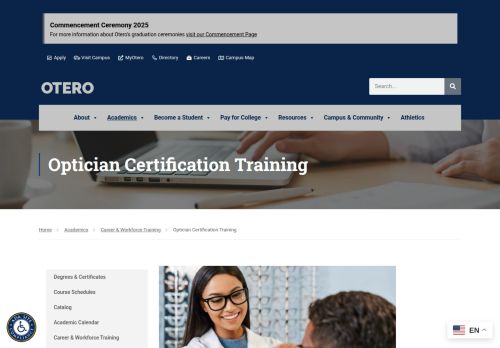 Commencement Ceremony 2025
For more information about Otero's graduation ceremonies visit our Commencement Page
Apply Visit Campus MyOtero Directory Careers Campus Map
OTERO
Search...
About Academics Become a Student Pay for College Resources Campus & Community Athletics
Optician Certification Training
Home Academics Career & Workforce Training Optician Certification Training
Degrees & Certificates
Course Schedules
Catalog
Academic Calendar
Career & Workforce Training
EN